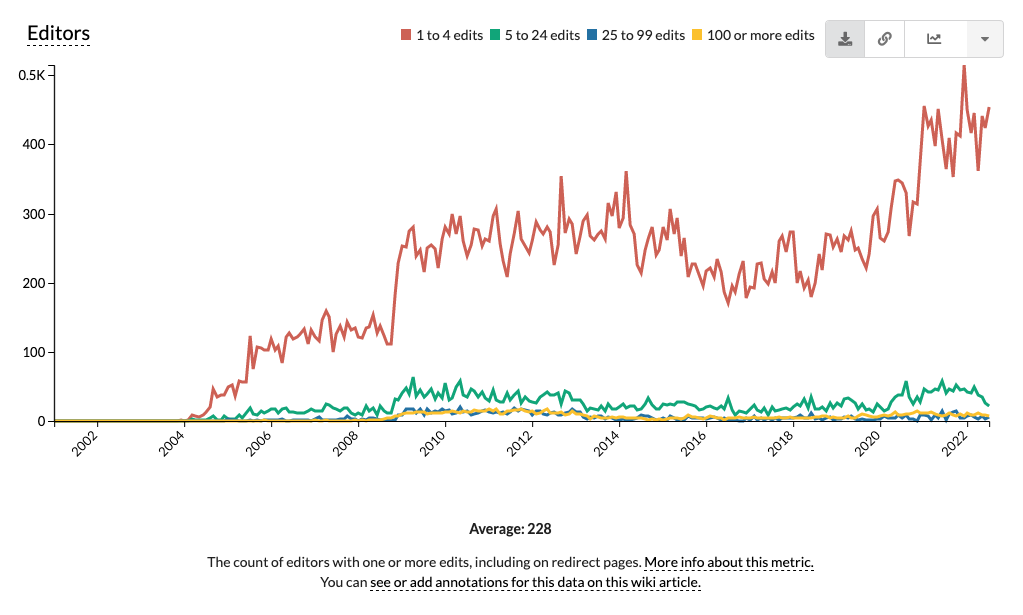 Editors
1 to 4 edits 5 to 24 edits 25 to 99 edits 100 or more edits
0.5K
400
300
200
100
0
2002 2004 2006 2008 2010 2012 2014 2016 2018 2020 2022
Average: 228
The count of editors with one or more edits, including on redirect pages. More info about this metric.
You can see or add annotations for this data on this wiki article.